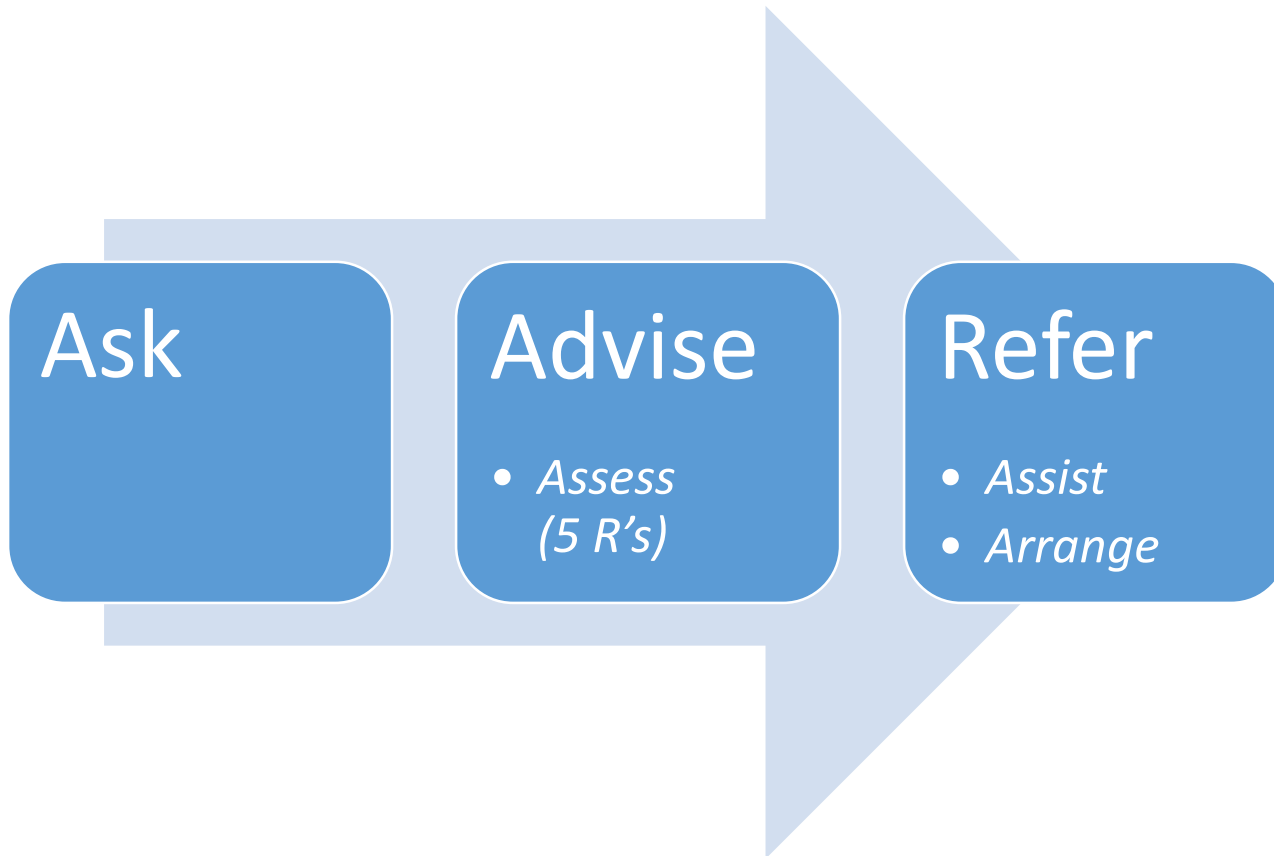 Ask
Advise
• Assess
(5 R’s)
Refer
• Assist
• Arrange